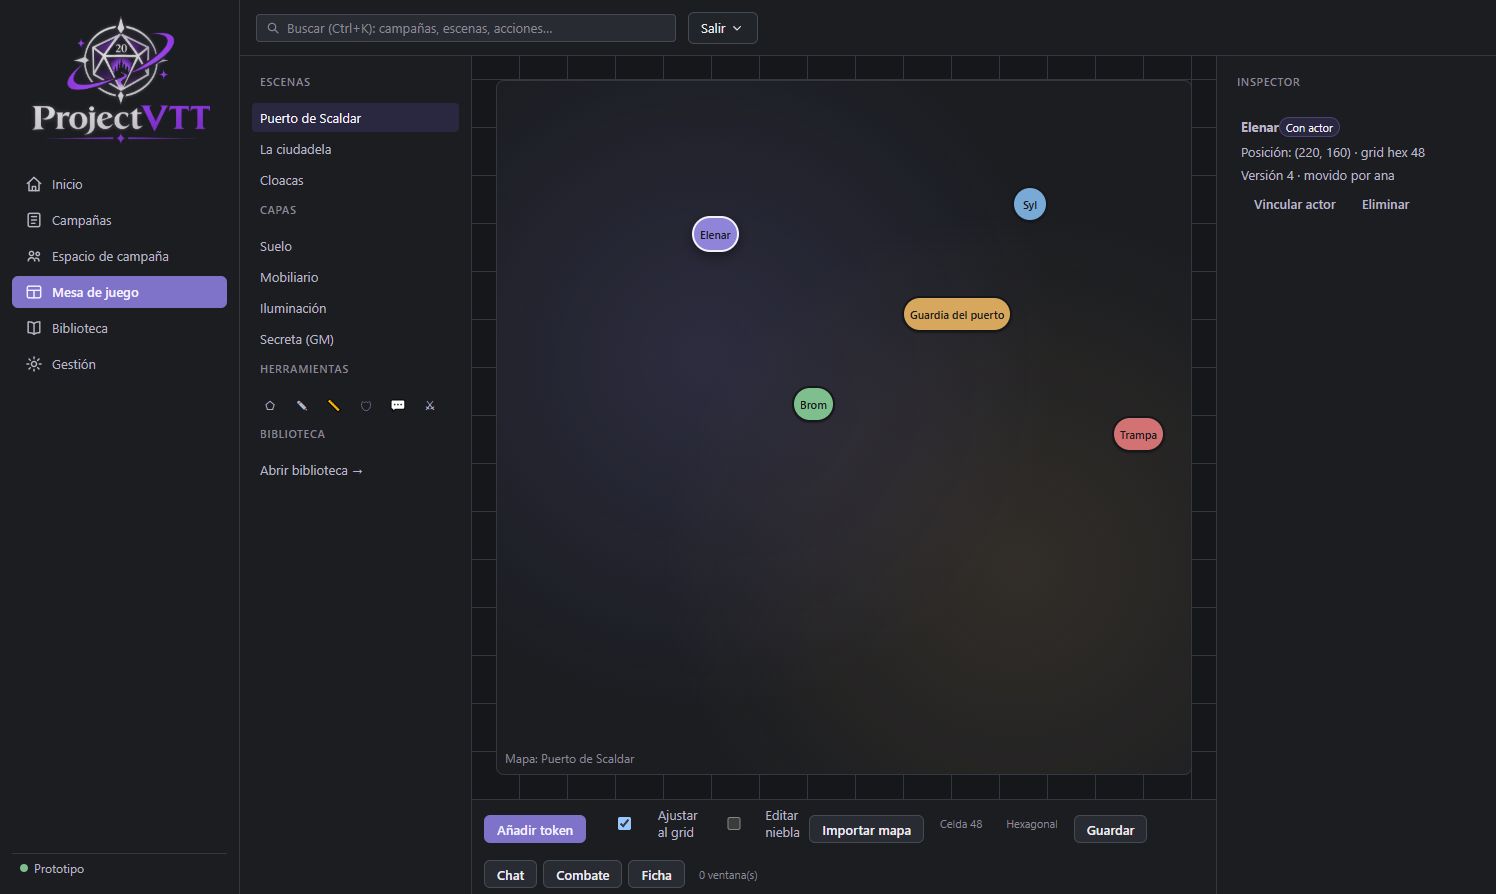 20
ProjectVTT
Inicio
Campañas
Espacio de campaña
Mesa de juego
Biblioteca
Gestión
Prototipo
Buscar (Ctrl+K): campañas, escenas, acciones...
Salir
ESCENAS
Puerto de Scaldar
La ciudadela
Cloacas
CAPAS
Suelo
Mobiliario
Iluminación
Secreta (GM)
HERRAMIENTAS
BIBLIOTECA
Abrir biblioteca →
Syl
Elenar
Guardia del puerto
Brom
Trampa
Mapa: Puerto de Scaldar
Añadir token
Ajustar
al grid
Editar
niebla
Importar mapa
Celda 48
Hexagonal
Guardar
Chat
Combate
Ficha
0 ventana(s)
INSPECTOR
Elenar Con actor
Posición: (220, 160) · grid hex 48
Versión 4 · movido por ana
Vincular actor
Eliminar